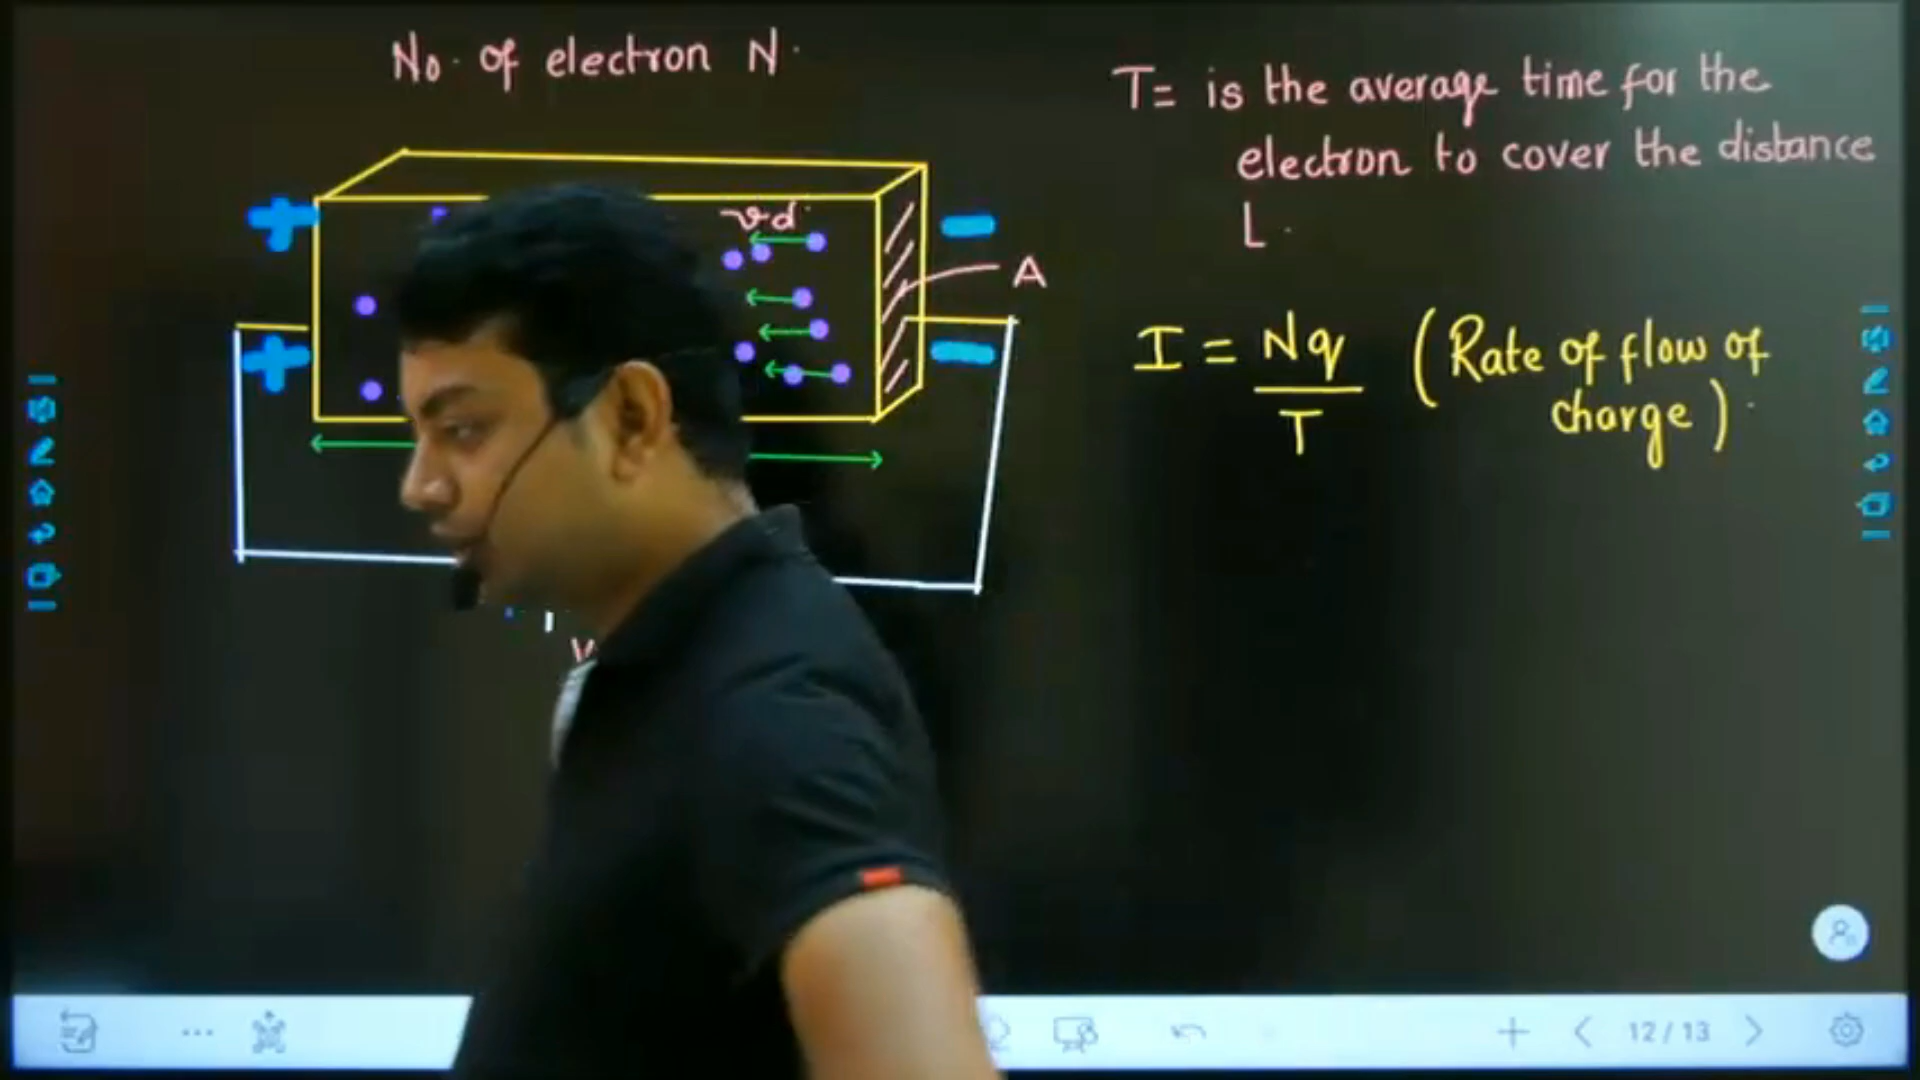 No. of electron N.
vd
A
T= is the average time for the
electron to cover the distance
L.
I = Nq/T (Rate of flow of
charge).
12/13